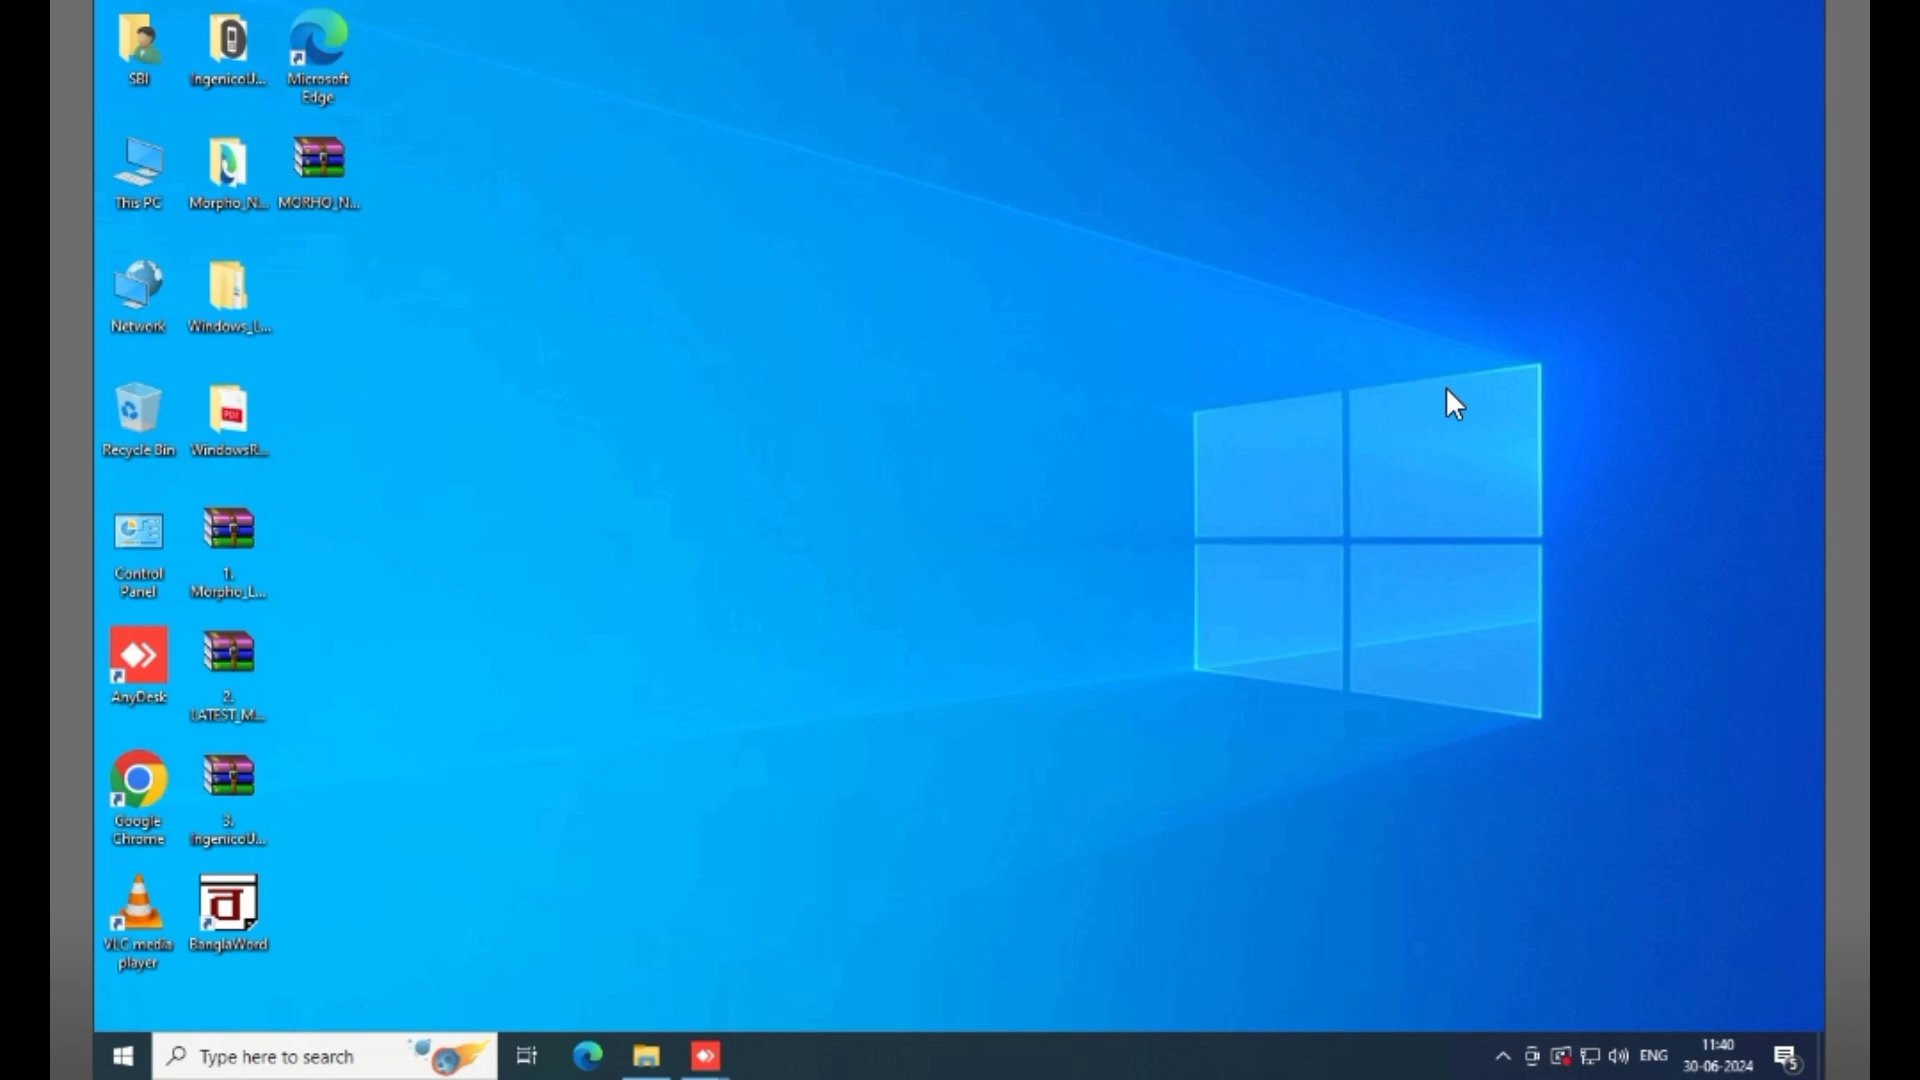 SBI
IngenicoU...
Microsoft
Edge
This PC
Morpho_N...
MORHO_N...
Network
Windows_L...
Recycle Bin
PDF
WindowsR...
Control
Panel
1.
Morpho_L...
AnyDesk
2.
LATEST_M...
Google
Chrome
3.
IngenicoU...
VLC media
player
ব
BanglaWord
Type here to search
ENG
11:40
30-06-2024
5